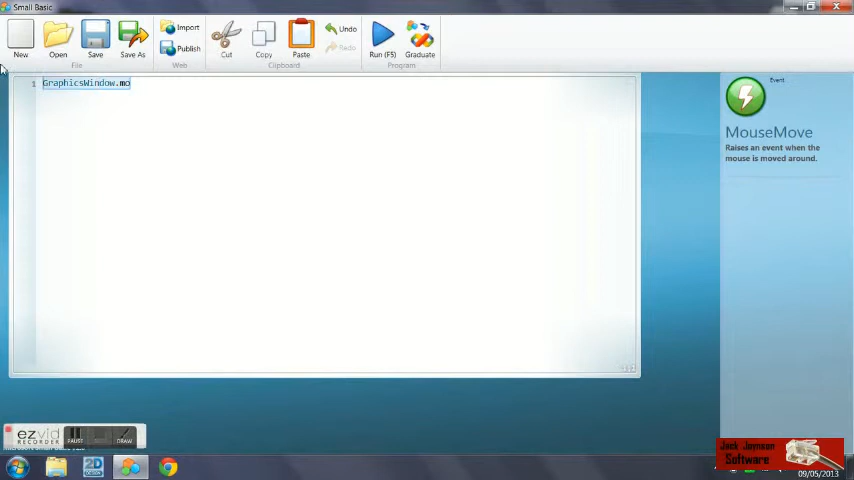 Small Basic
Import
Undo
Publish
Redo
New
Open
Save
Save As
Cut
Copy
Paste
Run (F5)
Graduate
File
Web
Clipboard
Program
1 GraphicsWindow.mo
Event
MouseMove
Raises an event when the
mouse is moved around.
ezvid
RECORDER
PAUSE
DRAW
2D
Jack Jaynson
Software
09/05/2013